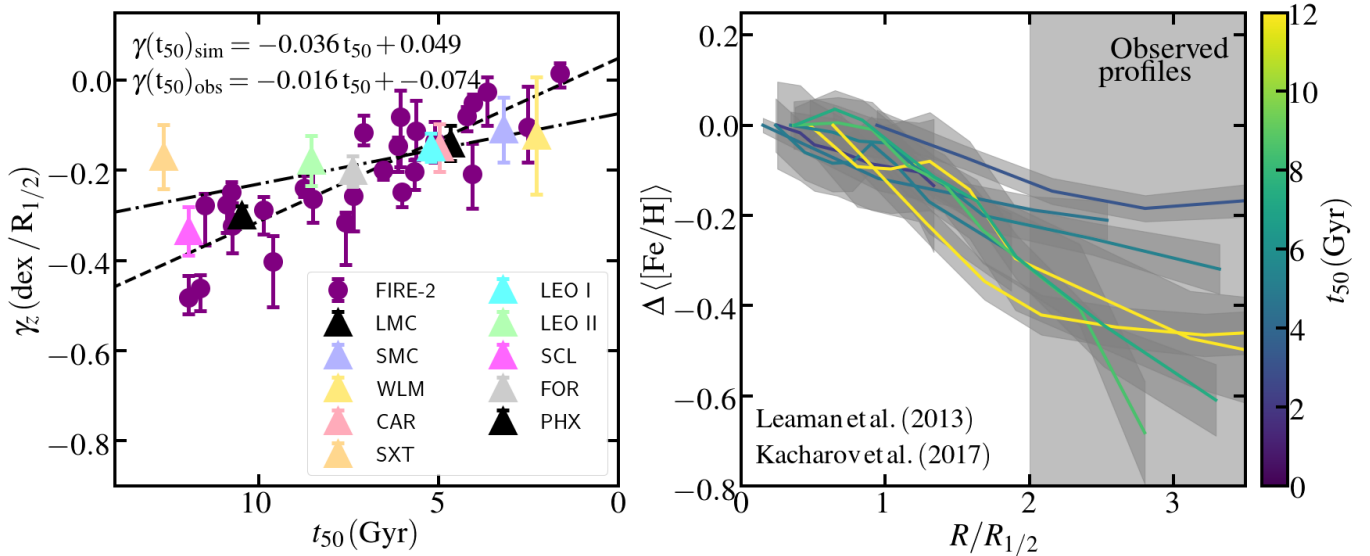 γ(t₅₀)sim = −0.036 t₅₀ + 0.049
γ(t₅₀)obs = −0.016 t₅₀ + −0.074
0.0
−0.2
−0.4
−0.6
−0.8
γz (dex / R1/2)
FIRE-2
LMC
SMC
WLM
CAR
SXT
LEO I
LEO II
SCL
FOR
PHX
10
5
0
t₅₀ (Gyr)
0.2
0.0
−0.2
−0.4
−0.6
−0.8
Δ⟨[Fe/H]⟩
Observed
profiles
Leaman et al. (2013)
Kacharov et al. (2017)
0
1
2
3
R/R1/2
12
10
8
6
4
2
0
t₅₀ (Gyr)